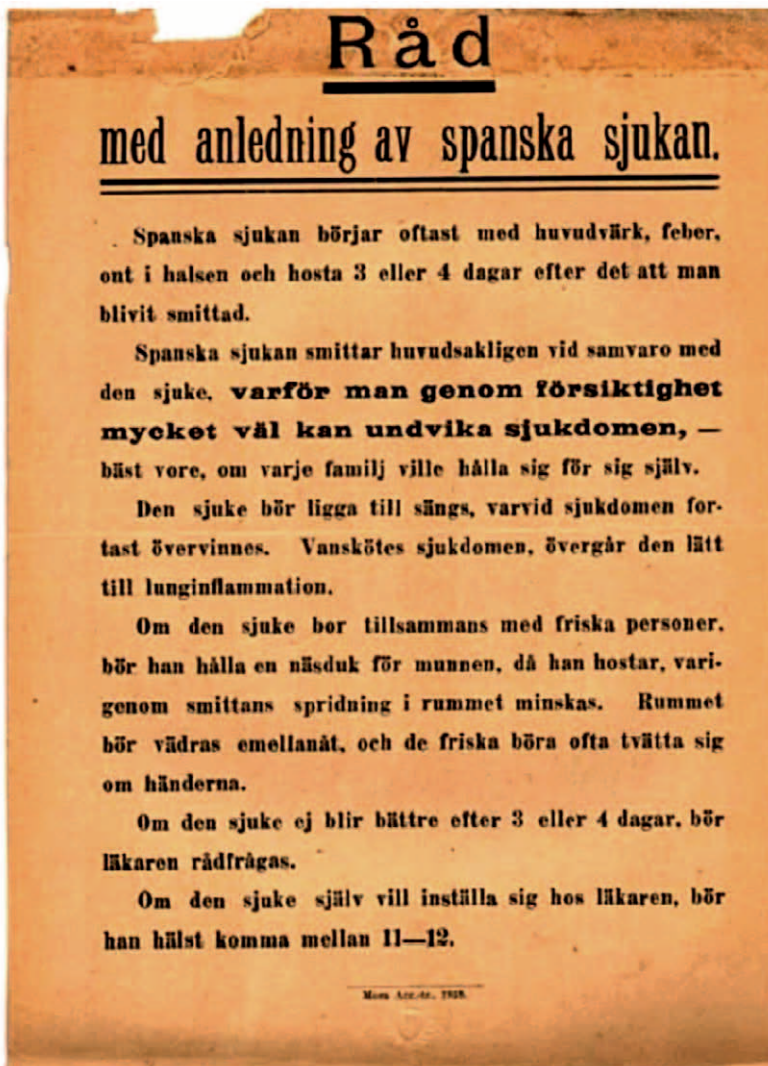 Råd
med anledning av spanska sjukan.
Spanska sjukan börjar oftast med huvudvärk, feber,
ont i halsen och hosta 3 eller 4 dagar efter det att man
blivit smittad.
Spanska sjukan smittar huvudsakligen vid samvaro med
den sjuke, varför man genom försiktighet
mycket väl kan undvika sjukdomen, —
bäst vore, om varje familj ville hålla sig för sig själv.
Den sjuke bör ligga till sängs, varvid sjukdomen for-
tast övervinnes. Vanskötes sjukdomen, övergår den lätt
till lunginflammation.
Om den sjuke bor tillsammans med friska personer,
bör han hålla en näsduk för munnen, då han hostar, vari-
genom smittans spridning i rummet minskas. Rummet
bör vädras emellanåt, och de friska böra ofta tvätta sig
om händerna.
Om den sjuke ej blir bättre efter 3 eller 4 dagar, bör
läkaren rådfrågas.
Om den sjuke själv vill inställa sig hos läkaren, bör
han hälst komma mellan 11—12.
Mora